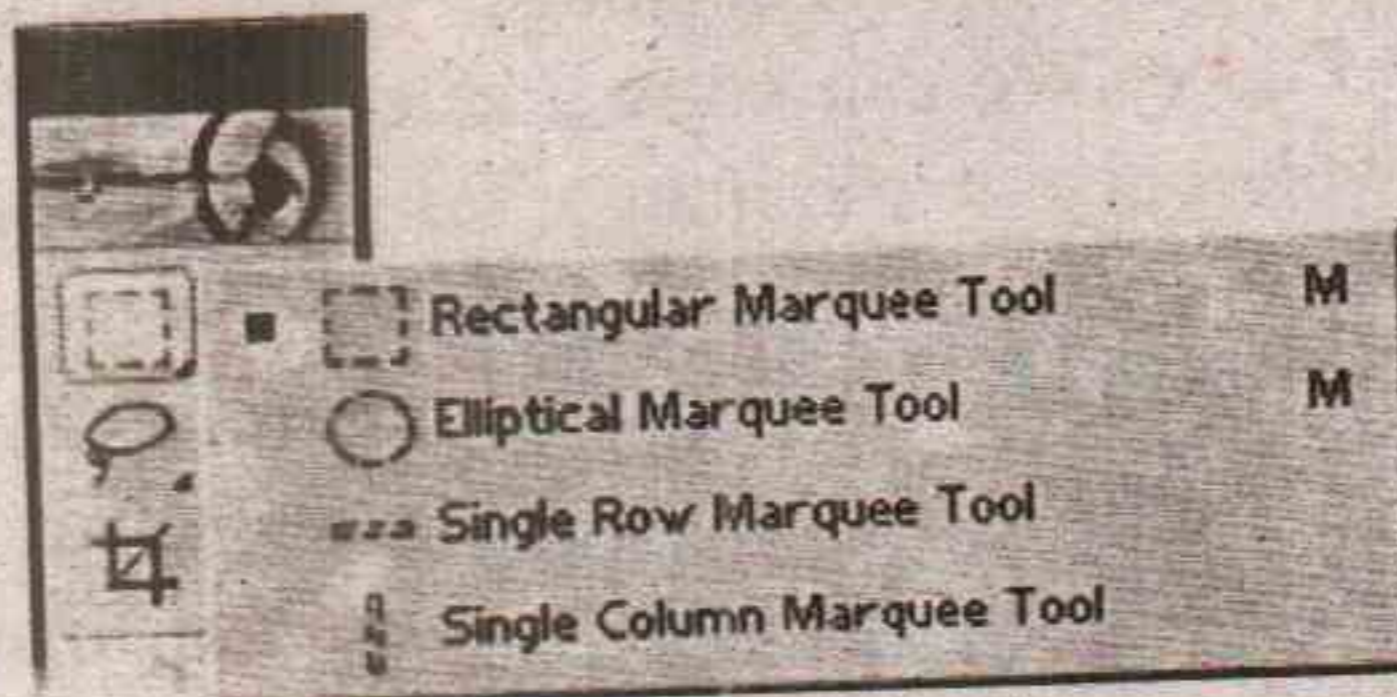 Rectangular Marquee Tool M
Elliptical Marquee Tool M
Single Row Marquee Tool
Single Column Marquee Tool